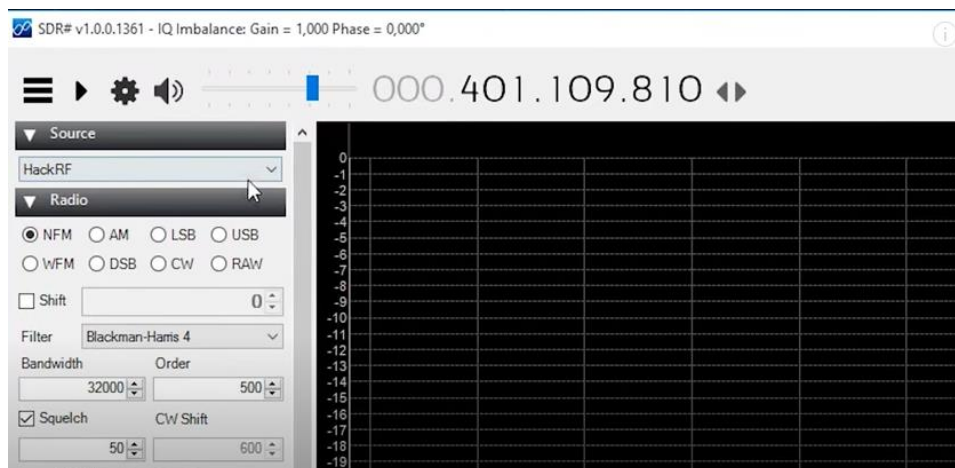 SDR# v1.0.0.1361 - IQ Imbalance: Gain = 1,000 Phase = 0,000°
000.401.109.810
Source
HackRF
Radio
NFM AM LSB USB
WFM DSB CW RAW
Shift 0
Filter Blackman-Harris 4
Bandwidth Order
32000 500
Squelch CW Shift
50 600
0
-1
-2
-3
-4
-5
-6
-7
-8
-9
-10
-11
-12
-13
-14
-15
-16
-17
-18
-19